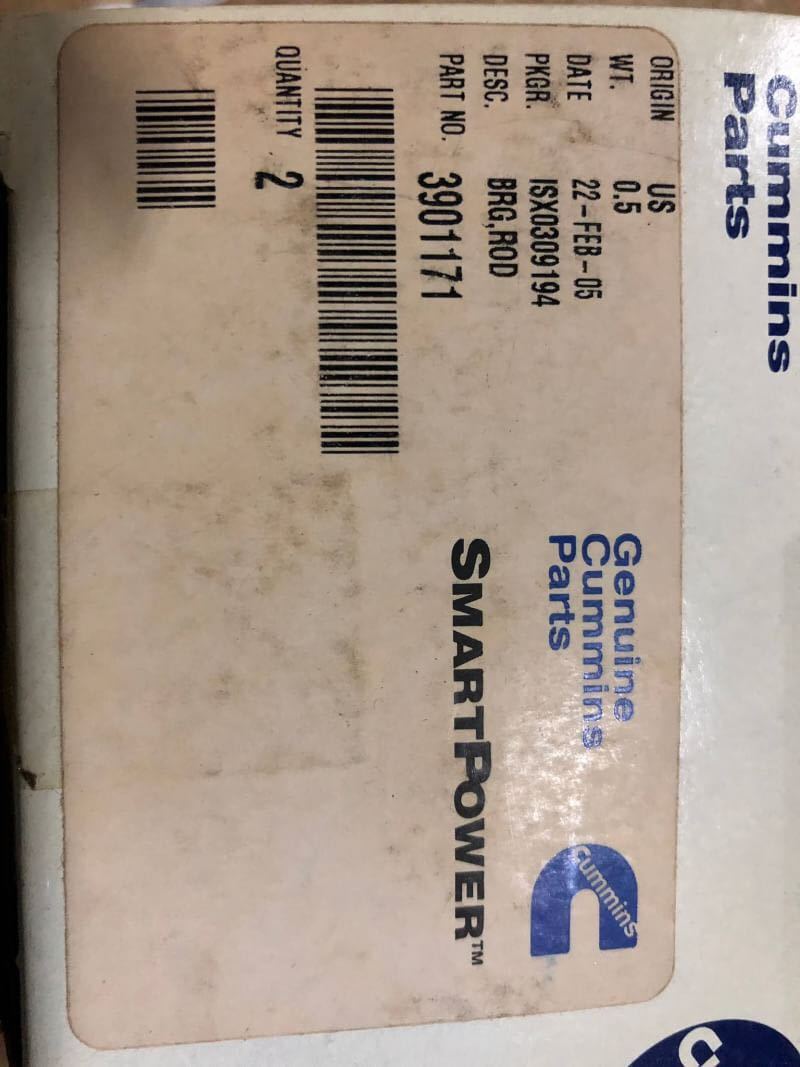 Cummins
Parts
ORIGIN US
WT. 0.5
DATE 22-FEB-05
PKGR. ISX0309194
DESC. BRG,ROD
PART NO. 3901171
QUANTITY 2
Genuine
Cummins
Parts
cummins
SMARTPOWER™